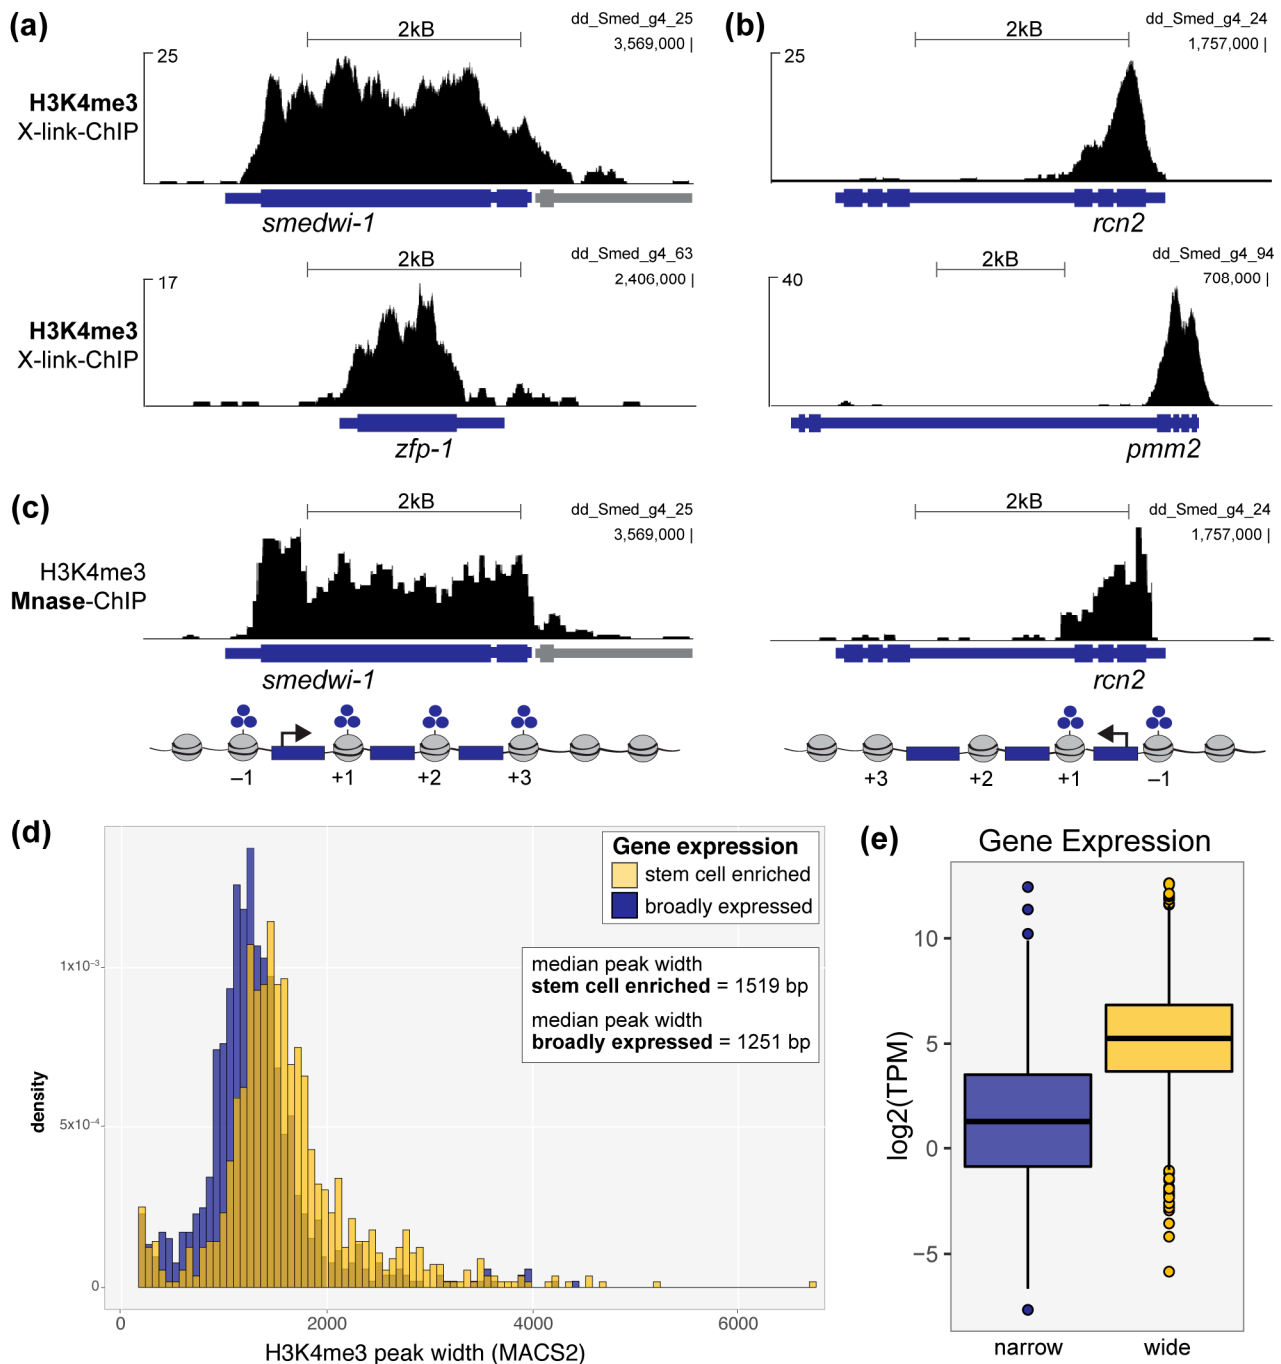 (a)
2kB
dd_Smed_g4_25
3,569,000 |
25
H3K4me3
X-link-ChIP
smedwi-1
2kB
dd_Smed_g4_63
2,406,000 |
17
H3K4me3
X-link-ChIP
zfp-1
(b)
2kB
dd_Smed_g4_24
1,757,000 |
25
rcn2
2kB
dd_Smed_g4_94
708,000 |
40
pmm2
(c)
2kB
dd_Smed_g4_25
3,569,000 |
H3K4me3
Mnase-ChIP
smedwi-1
–1 +1 +2 +3
2kB
dd_Smed_g4_24
1,757,000 |
rcn2
+3 +2 +1 –1
(d)
Gene expression
stem cell enriched
broadly expressed
median peak width
stem cell enriched = 1519 bp
median peak width
broadly expressed = 1251 bp
density
1x10⁻³
5x10⁻⁴
0
0 2000 4000 6000
H3K4me3 peak width (MACS2)
(e)
Gene Expression
log2(TPM)
10
5
0
−5
narrow wide